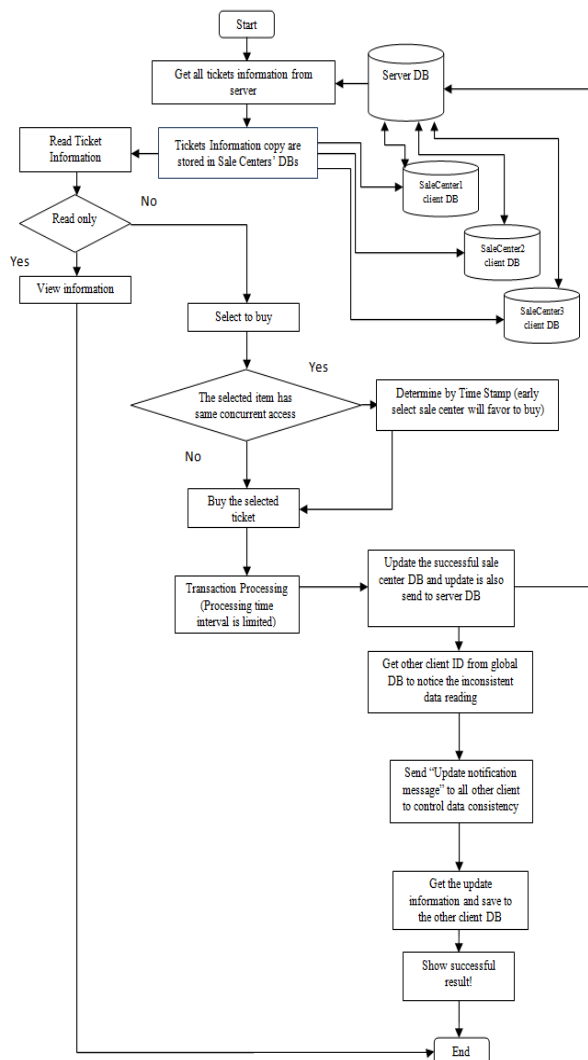 Start
Get all tickets information from
server
Server DB
Read Ticket
Information
Tickets Information copy are
stored in Sale Centers’ DBs
SaleCenter1
client DB
SaleCenter2
client DB
SaleCenter3
client DB
Read only
No
Yes
View information
Select to buy
Yes
The selected item has
same concurrent access
Determine by Time Stamp (early
select sale center will favor to buy)
No
Buy the selected
ticket
Transaction Processing
(Processing time
interval is limited)
Update the successful sale
center DB and update is also
send to server DB
Get other client ID from global
DB to notice the inconsistent
data reading
Send “Update notification
message” to all other client
to control data consistency
Get the update
information and save to
the other client DB
Show successful
result!
End